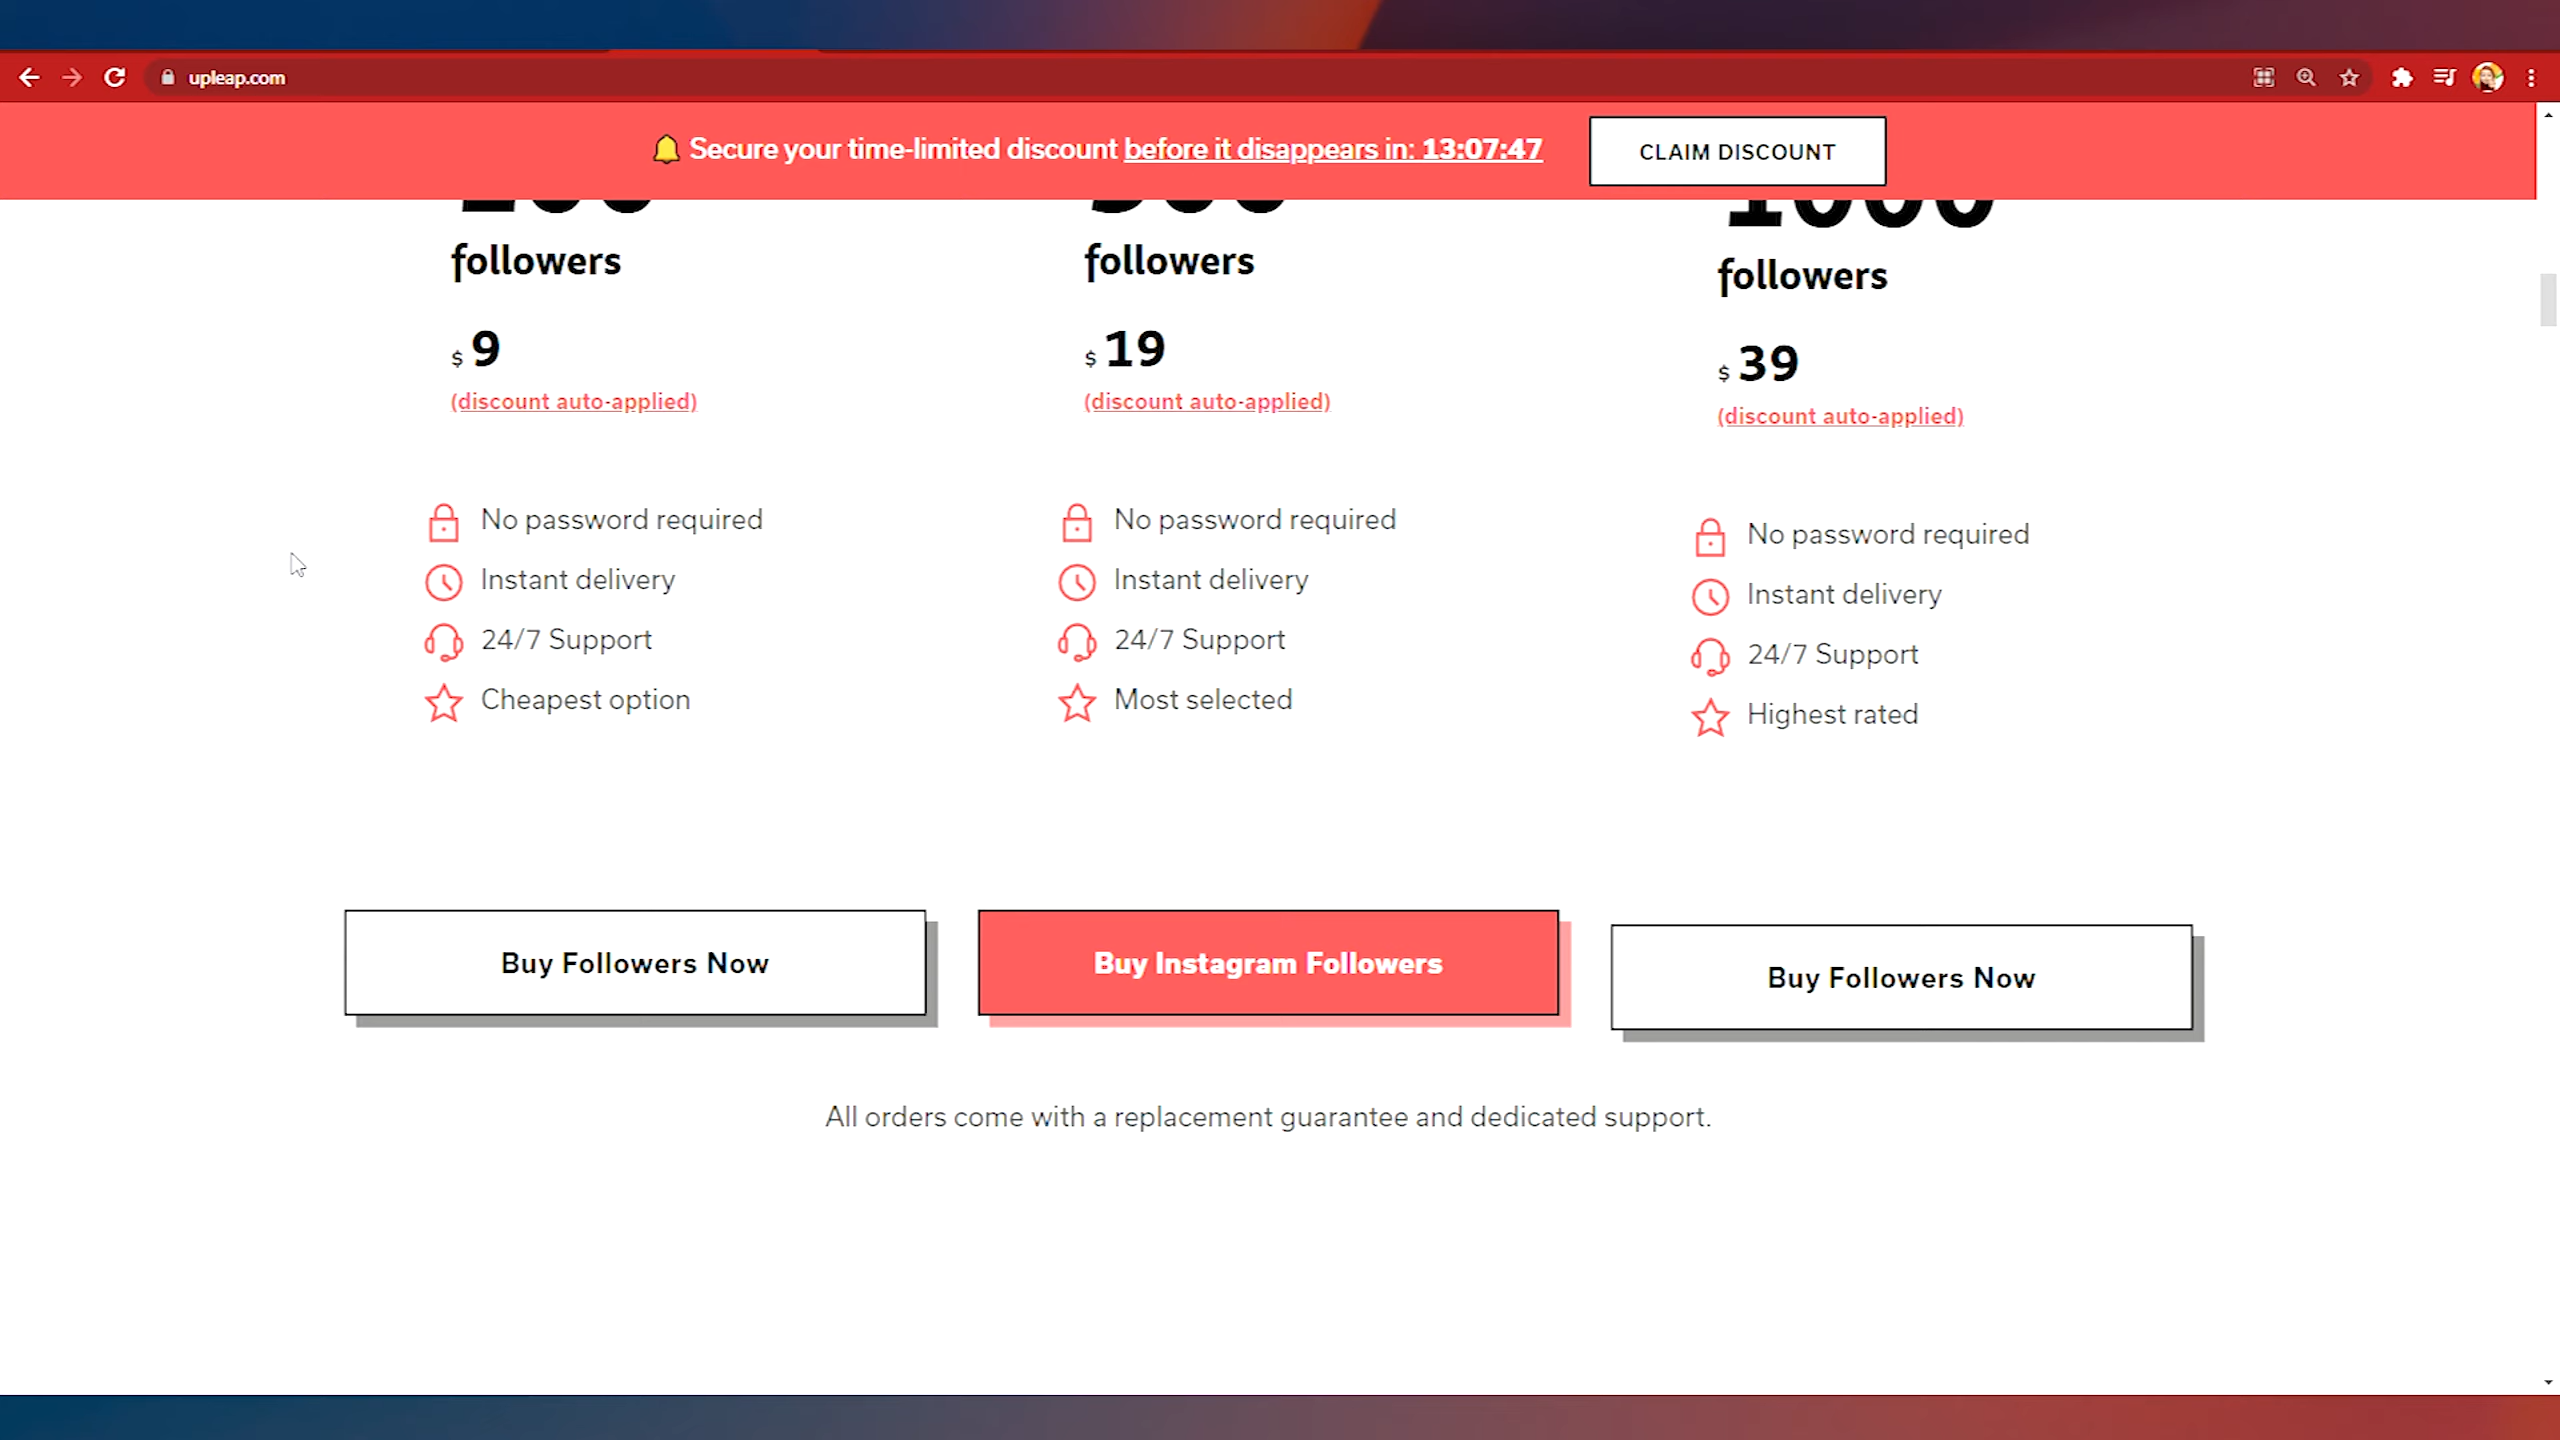 upleap.com
🔔 Secure your time-limited discount before it disappears in: 13:07:47
CLAIM DISCOUNT
1000
followers
followers
followers
$ 9
$ 19
$ 39
(discount auto-applied)
(discount auto-applied)
(discount auto-applied)
No password required
No password required
No password required
Instant delivery
Instant delivery
Instant delivery
24/7 Support
24/7 Support
24/7 Support
Cheapest option
Most selected
Highest rated
Buy Followers Now
Buy Instagram Followers
Buy Followers Now
All orders come with a replacement guarantee and dedicated support.